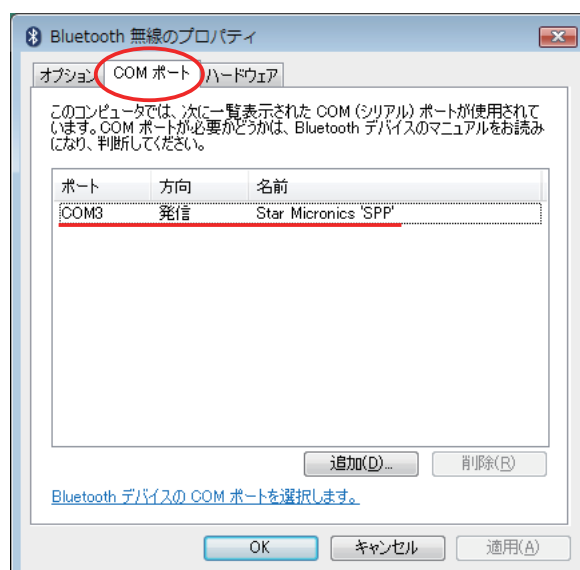 Bluetooth 無線のプロパティ
オプション COM ポート ハードウェア
このコンピュータでは、次に一覧表示された COM (シリアル) ポートが使用されて
います。COM ポートが必要かどうかは、Bluetooth デバイスのマニュアルをお読み
になり、判断してください。
ポート 方向 名前
COM3 発信 Star Micronics 'SPP'
追加(D)... 削除(R)
Bluetooth デバイスの COM ポートを選択します。
OK キャンセル 適用(A)